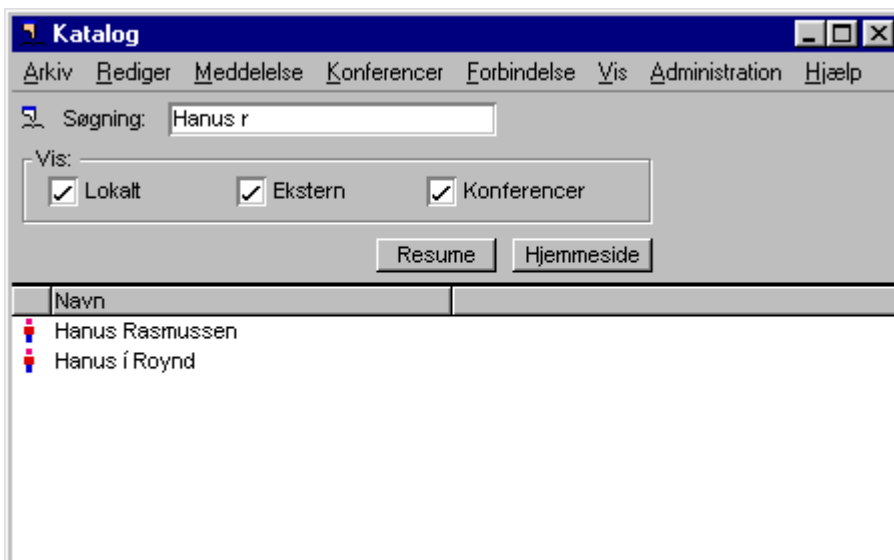 Katalog
Arkiv Rediger Meddelelse Konferencer Forbindelse Vis Administration Hjælp
Søgning: Hanus r
Vis:
Lokalt Ekstern Konferencer
Resume Hjemmeside
Navn
Hanus Rasmussen
Hanus í Roynd